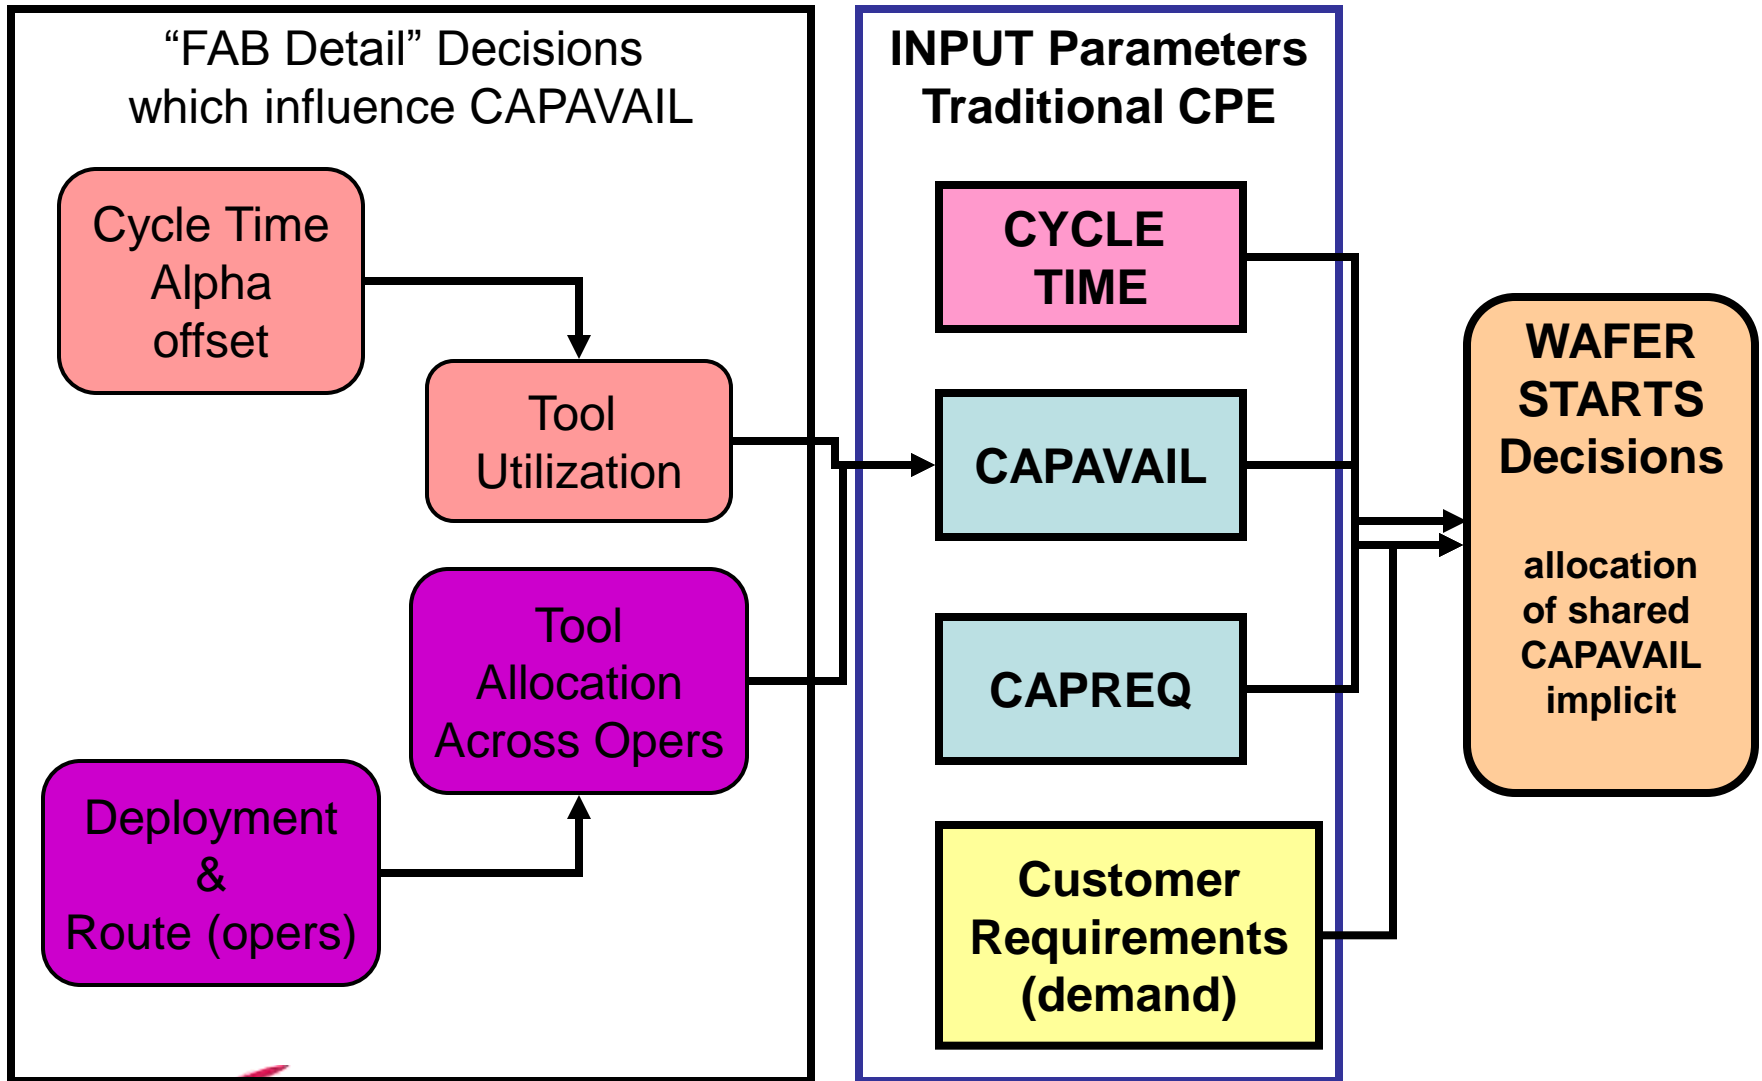 “FAB Detail” Decisions
which influence CAPAVAIL
Cycle Time
Alpha
offset
Tool
Utilization
Tool
Allocation
Across Opers
Deployment
&
Route (opers)
INPUT Parameters
Traditional CPE
CYCLE
TIME
CAPAVAIL
CAPREQ
Customer
Requirements
(demand)
WAFER
STARTS
Decisions
allocation
of shared
CAPAVAIL
implicit